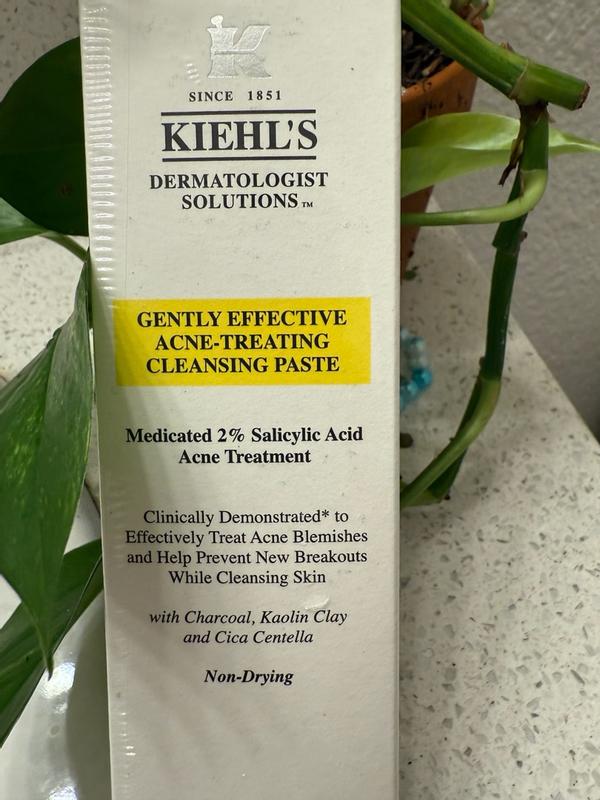 SINCE 1851
KIEHL'S
DERMATOLOGIST
SOLUTIONS™
GENTLY EFFECTIVE
ACNE-TREATING
CLEANSING PASTE
Medicated 2% Salicylic Acid
Acne Treatment
Clinically Demonstrated* to
Effectively Treat Acne Blemishes
and Help Prevent New Breakouts
While Cleansing Skin
with Charcoal, Kaolin Clay
and Cica Centella
Non-Drying